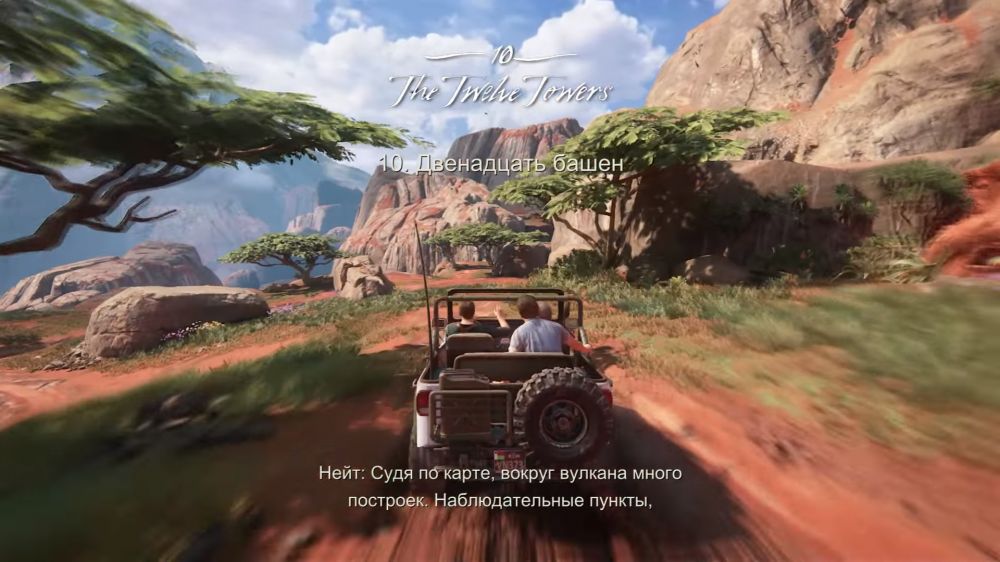 10
The Twelve Towers
10. Двенадцать башен
Нейт: Судя по карте, вокруг вулкана много
построек. Наблюдательные пункты,